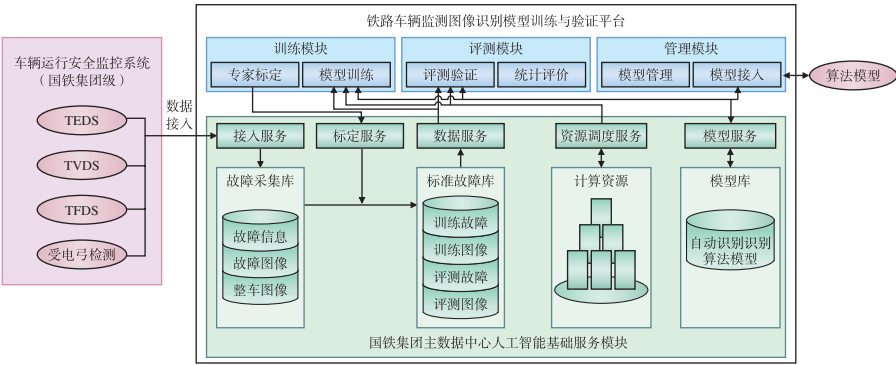 铁路车辆监测图像识别模型训练与验证平台
车辆运行安全监控系统
（国铁集团级）
TEDS
TVDS
TFDS
受电弓检测
数据
接入
训练模块
专家标定
模型训练
评测模块
评测验证
统计评价
管理模块
模型管理
模型接入
算法模型
接入服务
标定服务
数据服务
资源调度服务
模型服务
故障采集库
故障信息
故障图像
整车图像
标准故障库
训练故障
训练图像
评测故障
评测图像
计算资源
模型库
自动识别识别
算法模型
国铁集团主数据中心人工智能基础服务模块